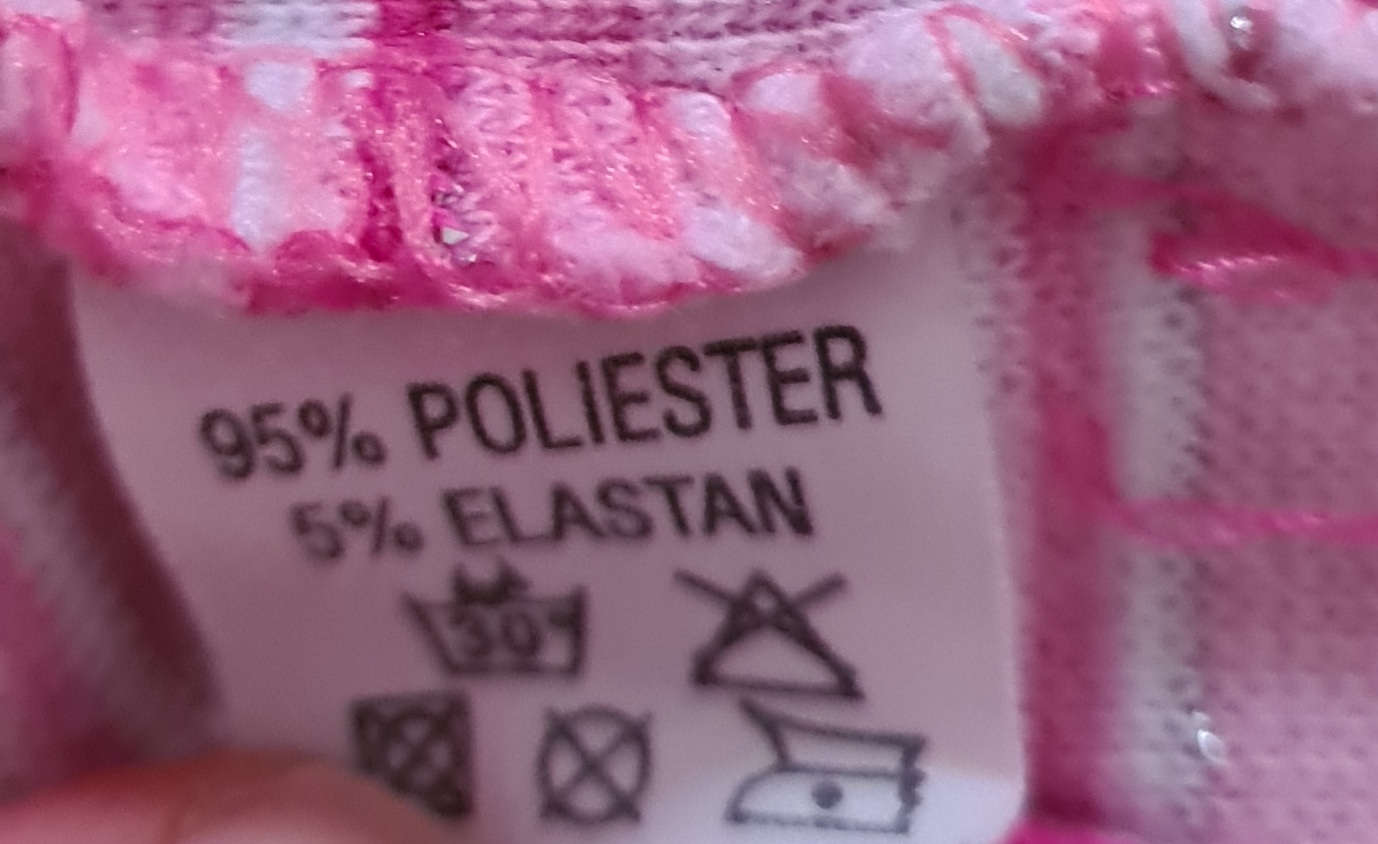 95% POLIESTER
5% ELASTAN
30°